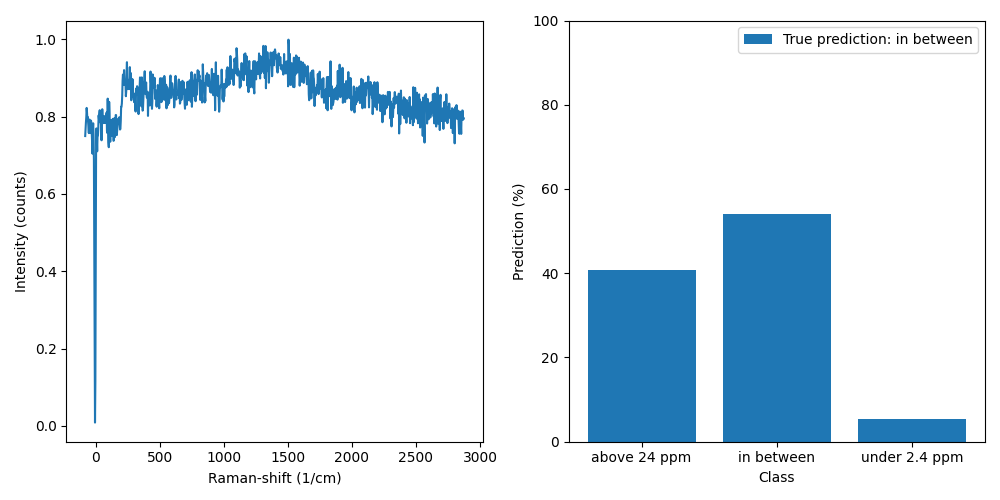 1.0
0.8
0.6
0.4
0.2
0.0
Intensity (counts)
0 500 1000 1500 2000 2500 3000
Raman-shift (1/cm)
100
80
60
40
20
0
Prediction (%)
True prediction: in between
above 24 ppm in between under 2.4 ppm
Class